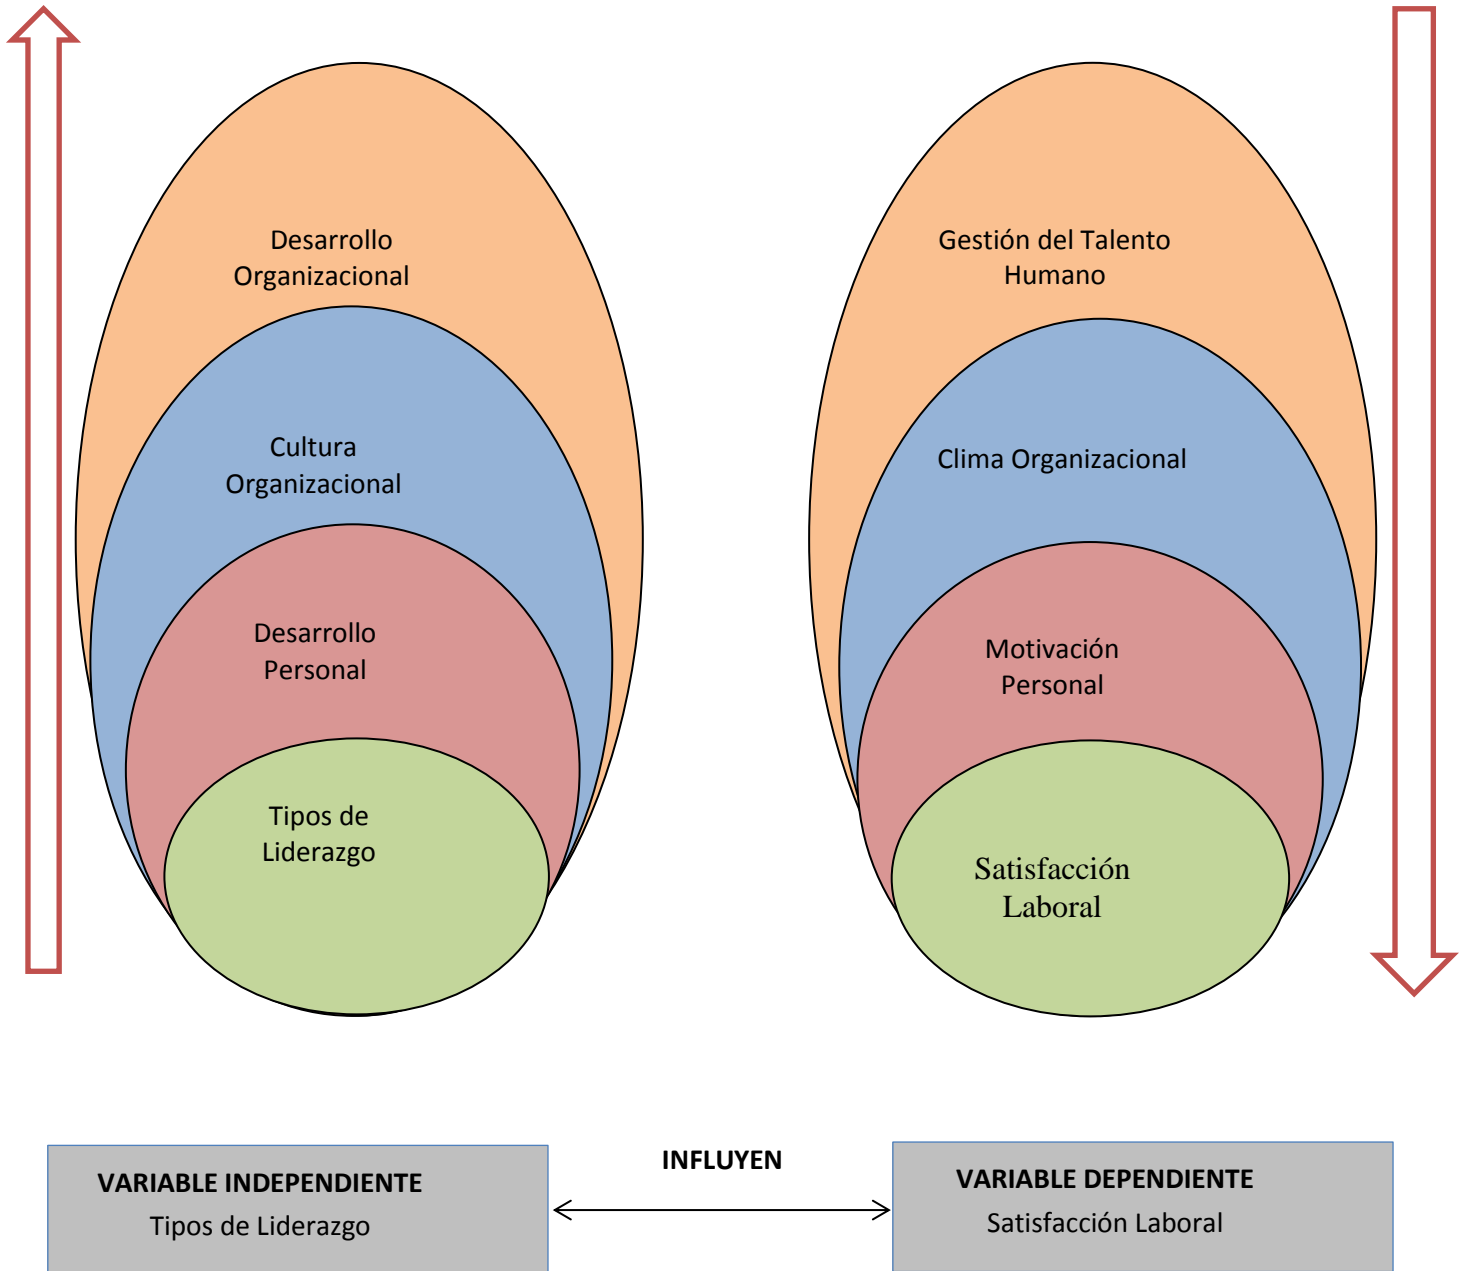 Desarrollo
Organizacional
Cultura
Organizacional
Desarrollo
Personal
Tipos de
Liderazgo
Gestión del Talento
Humano
Clima Organizacional
Motivación
Personal
Satisfacción
Laboral
VARIABLE INDEPENDIENTE
Tipos de Liderazgo
INFLUYEN
VARIABLE DEPENDIENTE
Satisfacción Laboral